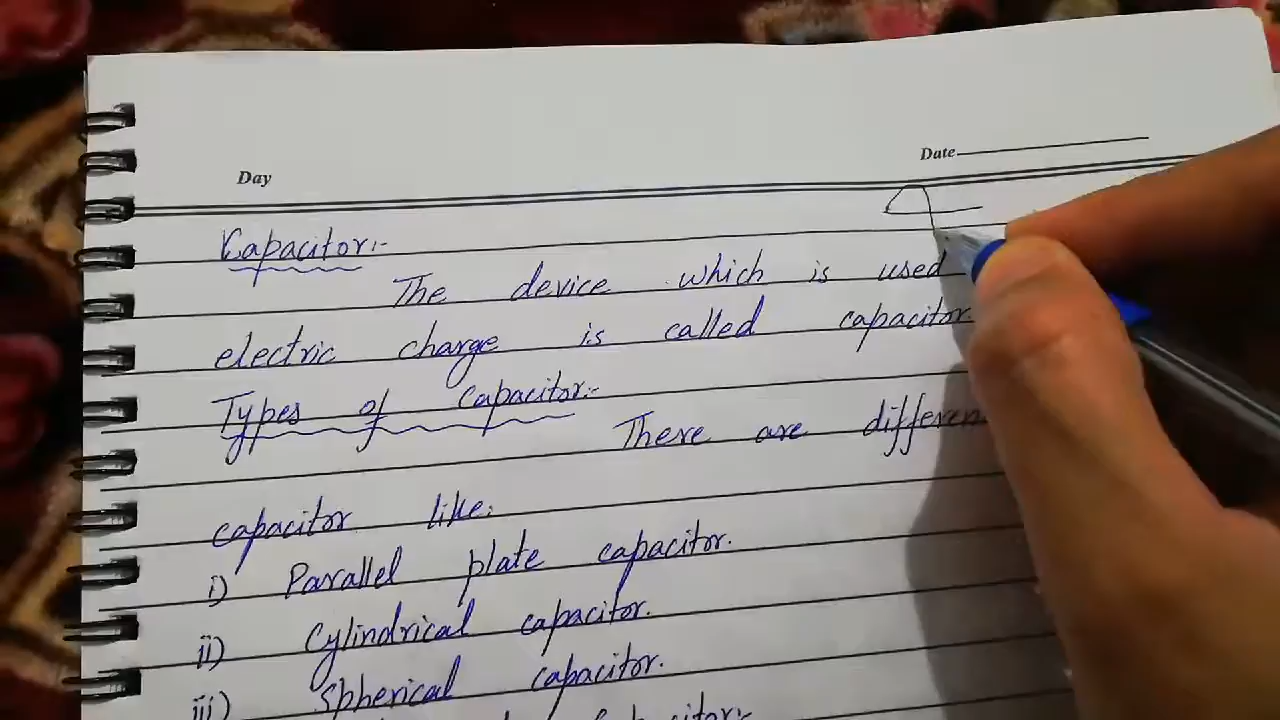 Day
Date
Capacitor:-
The device which is used
electric charge is called capacitor.
Types of Capacitor:-
There are differen
capacitor like:
i) Parallel plate capacitor.
ii) Cylindrical capacitor.
iii) Spherical capacitor.